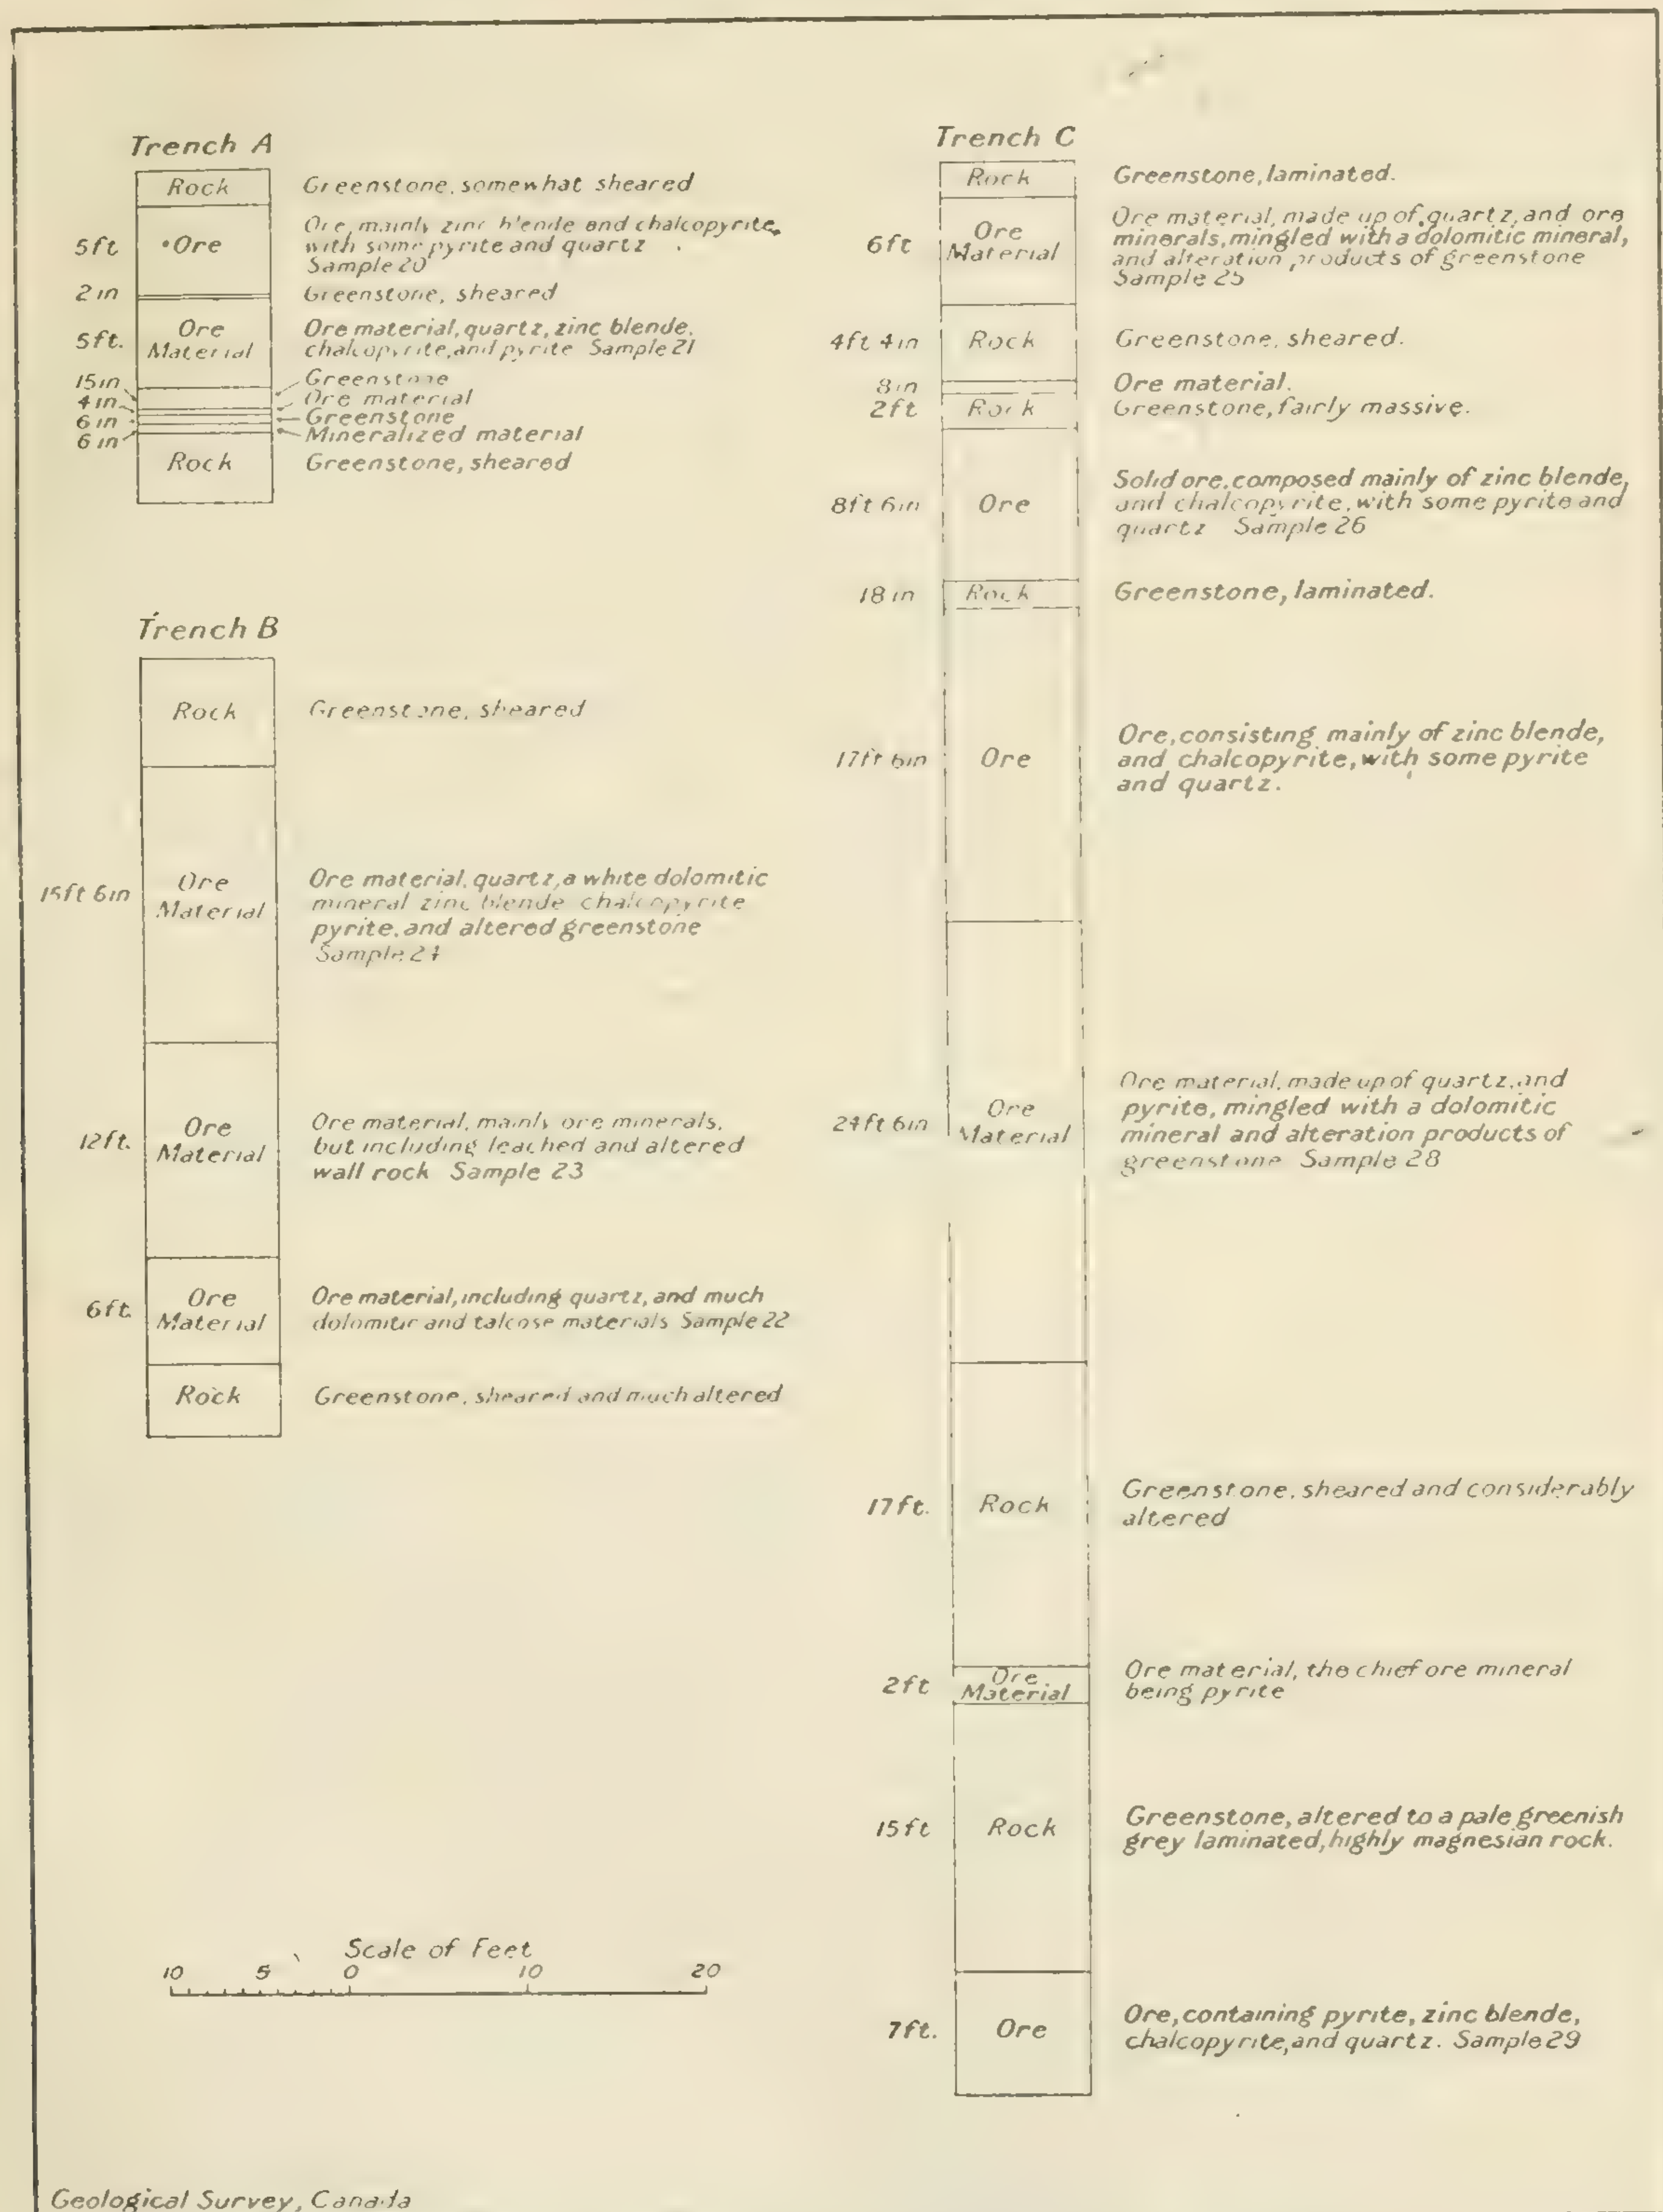 Trench A
Rock
Greenstone, somewhat sheared
5ft
Ore
Ore, mainly zinc blende and chalcopyrite,
with some pyrite and quartz
Sample 20
2 in
Greenstone, sheared
5ft.
Ore
Material
Ore material, quartz, zinc blende,
chalcopyrite, and pyrite Sample 21
15in
Greenstone
4 in
Ore material
6 in
Greenstone
6 in
Mineralized material
Rock
Greenstone, sheared
Trench B
Rock
Greenstone, sheared
15ft 6in
Ore
Material
Ore material, quartz, a white dolomitic
mineral zinc blende chalcopyrite
pyrite, and altered greenstone
Sample 24
12ft.
Ore
Material
Ore material, mainly ore minerals,
but including leached and altered
wall rock Sample 23
6ft.
Ore
Material
Ore material, including quartz, and much
dolomitic and talcose materials Sample 22
Rock
Greenstone, sheared and much altered
Scale of Feet
10 5 0 10 20
Trench C
Rock
Greenstone, laminated.
6ft
Ore
Material
Ore material, made up of quartz, and ore
minerals, mingled with a dolomitic mineral,
and alteration products of greenstone
Sample 25
4ft 4in
Rock
Greenstone, sheared.
8in
Ore material.
2ft
Rock
Greenstone, fairly massive.
8ft 6in
Ore
Solid ore, composed mainly of zinc blende,
and chalcopyrite, with some pyrite and
quartz Sample 26
18 in
Rock
Greenstone, laminated.
17ft 6in
Ore
Ore, consisting mainly of zinc blende,
and chalcopyrite, with some pyrite
and quartz.
24ft 6in
Ore
Material
Ore material, made up of quartz, and
pyrite, mingled with a dolomitic
mineral and alteration products of
greenstone Sample 28
17ft.
Rock
Greenstone, sheared and considerably
altered
2ft
Ore
Material
Ore material, the chief ore mineral
being pyrite
15ft
Rock
Greenstone, altered to a pale greenish
grey laminated, highly magnesian rock.
7ft.
Ore
Ore, containing pyrite, zinc blende,
chalcopyrite, and quartz. Sample 29
Geological Survey, Canada